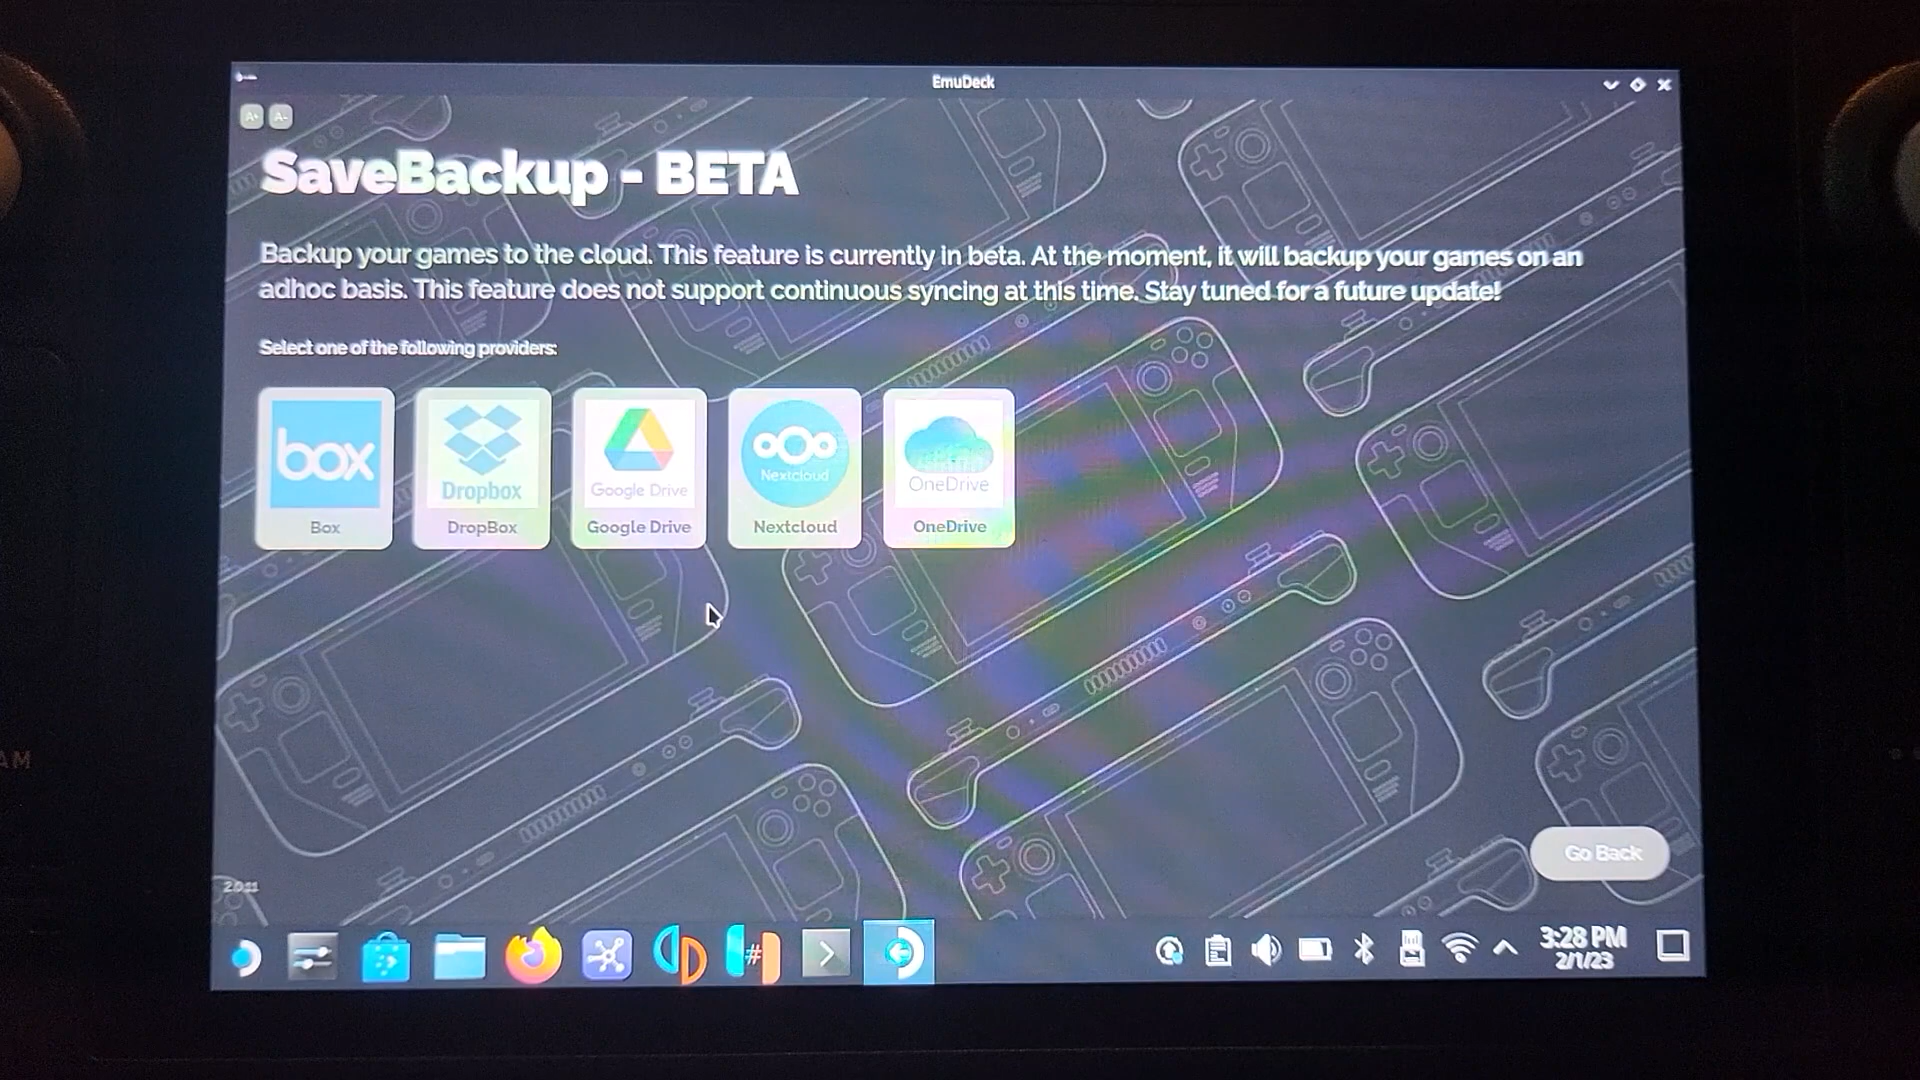 EmuDeck
A+ A-
SaveBackup - BETA
Backup your games to the cloud. This feature is currently in beta. At the moment, it will backup your games on an
adhoc basis. This feature does not support continuous syncing at this time. Stay tuned for a future update!
Select one of the following providers:
box
Dropbox
Google Drive
Nextcloud
OneDrive
Box
DropBox
Google Drive
Nextcloud
OneDrive
Go Back
2.0.11
AM
#
3:28 PM
2/1/23